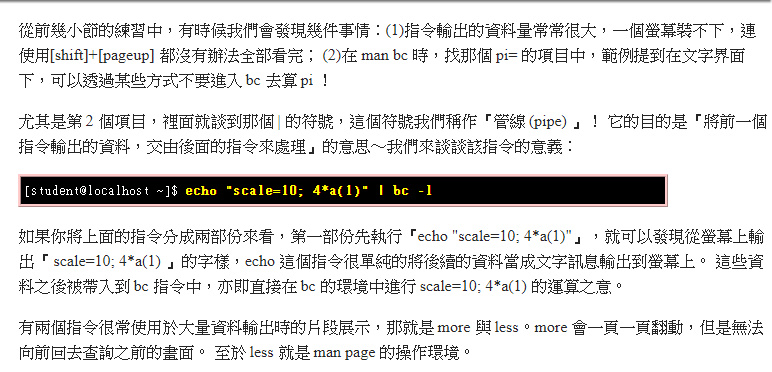 從前幾小節的練習中，有時候我們會發現幾件事情：(1)指令輸出的資料量常常很大，一個螢幕裝不下，連
使用[shift]+[pageup] 都沒有辦法全部看完； (2)在 man bc 時，找那個 pi= 的項目中，範例提到在文字界面
下，可以透過某些方式不要進入 bc 去算 pi ！
尤其是第 2 個項目，裡面就談到那個 | 的符號，這個符號我們稱作『管線 (pipe) 』！ 它的目的是『將前一個
指令輸出的資料，交由後面的指令來處理』的意思～我們來談談該指令的意義：
[student@localhost ~]$ echo "scale=10; 4*a(1)" | bc -l
如果你將上面的指令分成兩部份來看，第一部份先執行『echo "scale=10; 4*a(1)"』，就可以發現從螢幕上輸
出『 scale=10; 4*a(1) 』的字樣，echo 這個指令很單純的將後續的資料當成文字訊息輸出到螢幕上。 這些資
料之後被帶入到 bc 指令中，亦即直接在 bc 的環境中進行 scale=10; 4*a(1) 的運算之意。
有兩個指令很常使用於大量資料輸出時的片段展示，那就是 more 與 less。more 會一頁一頁翻動，但是無法
向前回去查詢之前的畫面。 至於 less 就是 man page 的操作環境。